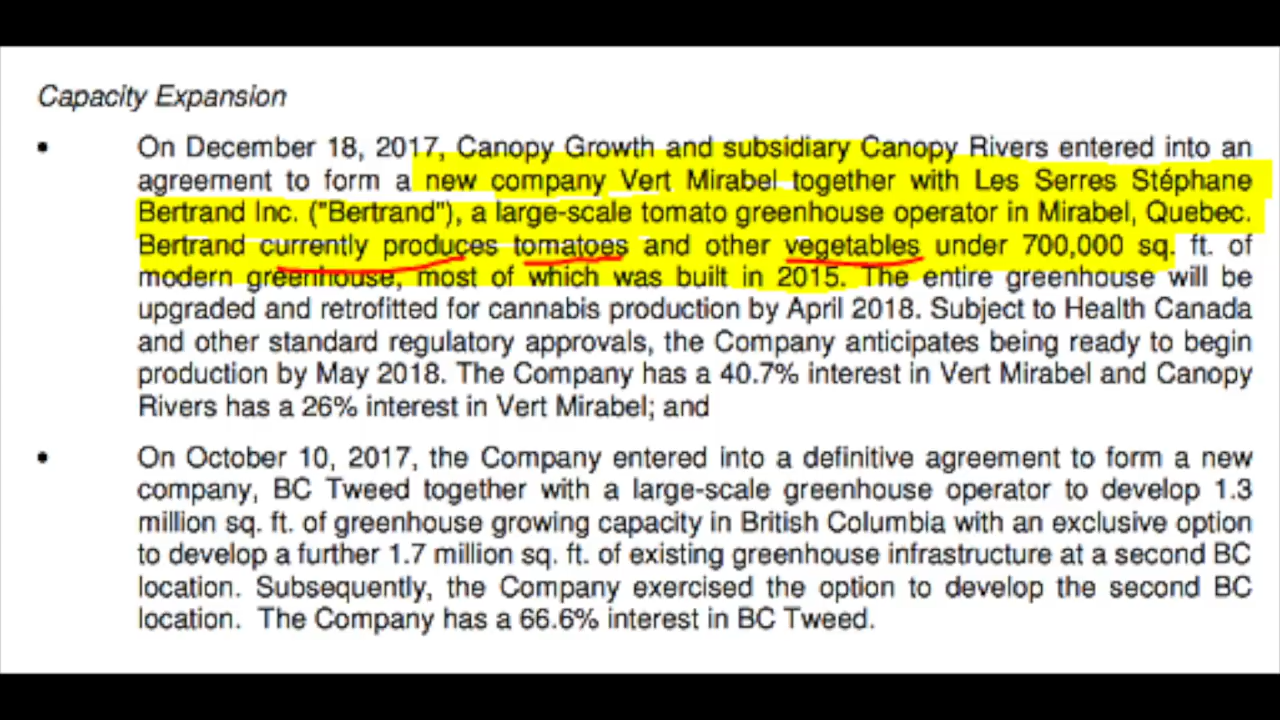 Capacity Expansion
• On December 18, 2017, Canopy Growth and subsidiary Canopy Rivers entered into an
agreement to form a new company Vert Mirabel together with Les Serres Stéphane
Bertrand Inc. ("Bertrand"), a large-scale tomato greenhouse operator in Mirabel, Quebec.
Bertrand currently produces tomatoes and other vegetables under 700,000 sq. ft. of
modern greenhouse, most of which was built in 2015. The entire greenhouse will be
upgraded and retrofitted for cannabis production by April 2018. Subject to Health Canada
and other standard regulatory approvals, the Company anticipates being ready to begin
production by May 2018. The Company has a 40.7% interest in Vert Mirabel and Canopy
Rivers has a 26% interest in Vert Mirabel; and
• On October 10, 2017, the Company entered into a definitive agreement to form a new
company, BC Tweed together with a large-scale greenhouse operator to develop 1.3
million sq. ft. of greenhouse growing capacity in British Columbia with an exclusive option
to develop a further 1.7 million sq. ft. of existing greenhouse infrastructure at a second BC
location. Subsequently, the Company exercised the option to develop the second BC
location. The Company has a 66.6% interest in BC Tweed.